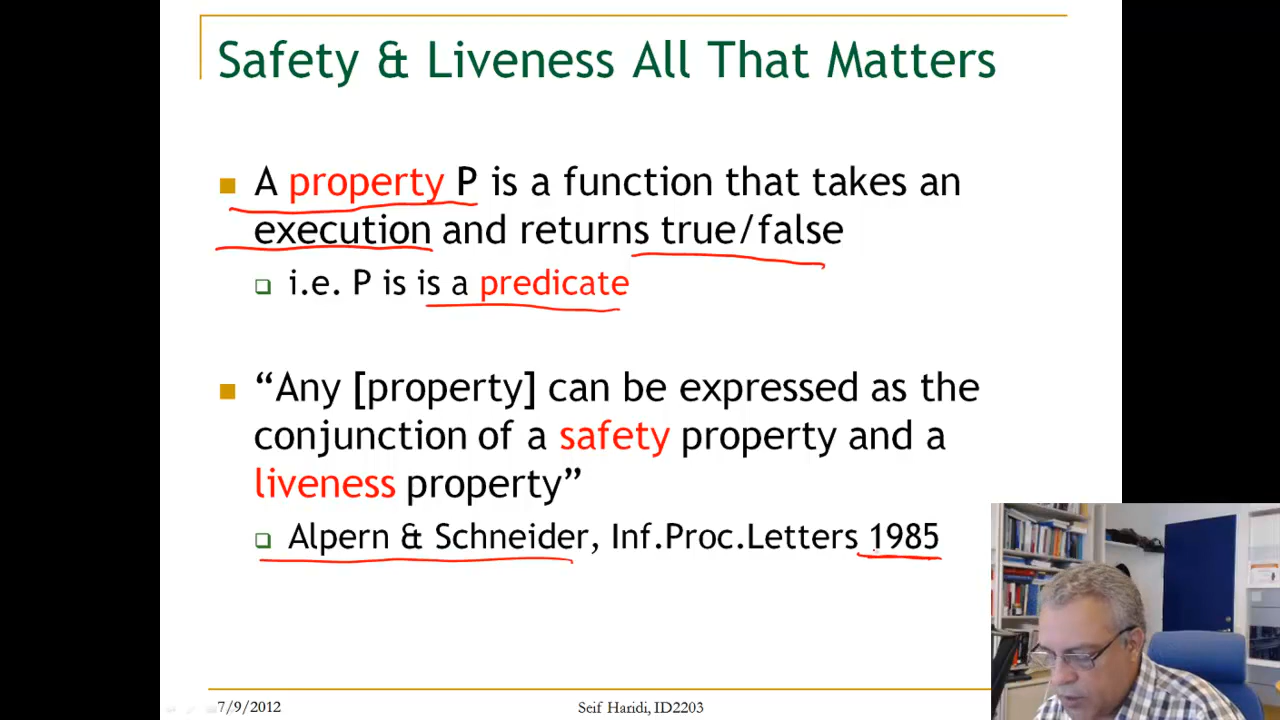 Safety & Liveness All That Matters
A property P is a function that takes an
execution and returns true/false
i.e. P is is a predicate
“Any [property] can be expressed as the
conjunction of a safety property and a
liveness property”
Alpern & Schneider, Inf.Proc.Letters 1985
7/9/2012
Seif Haridi, ID2203